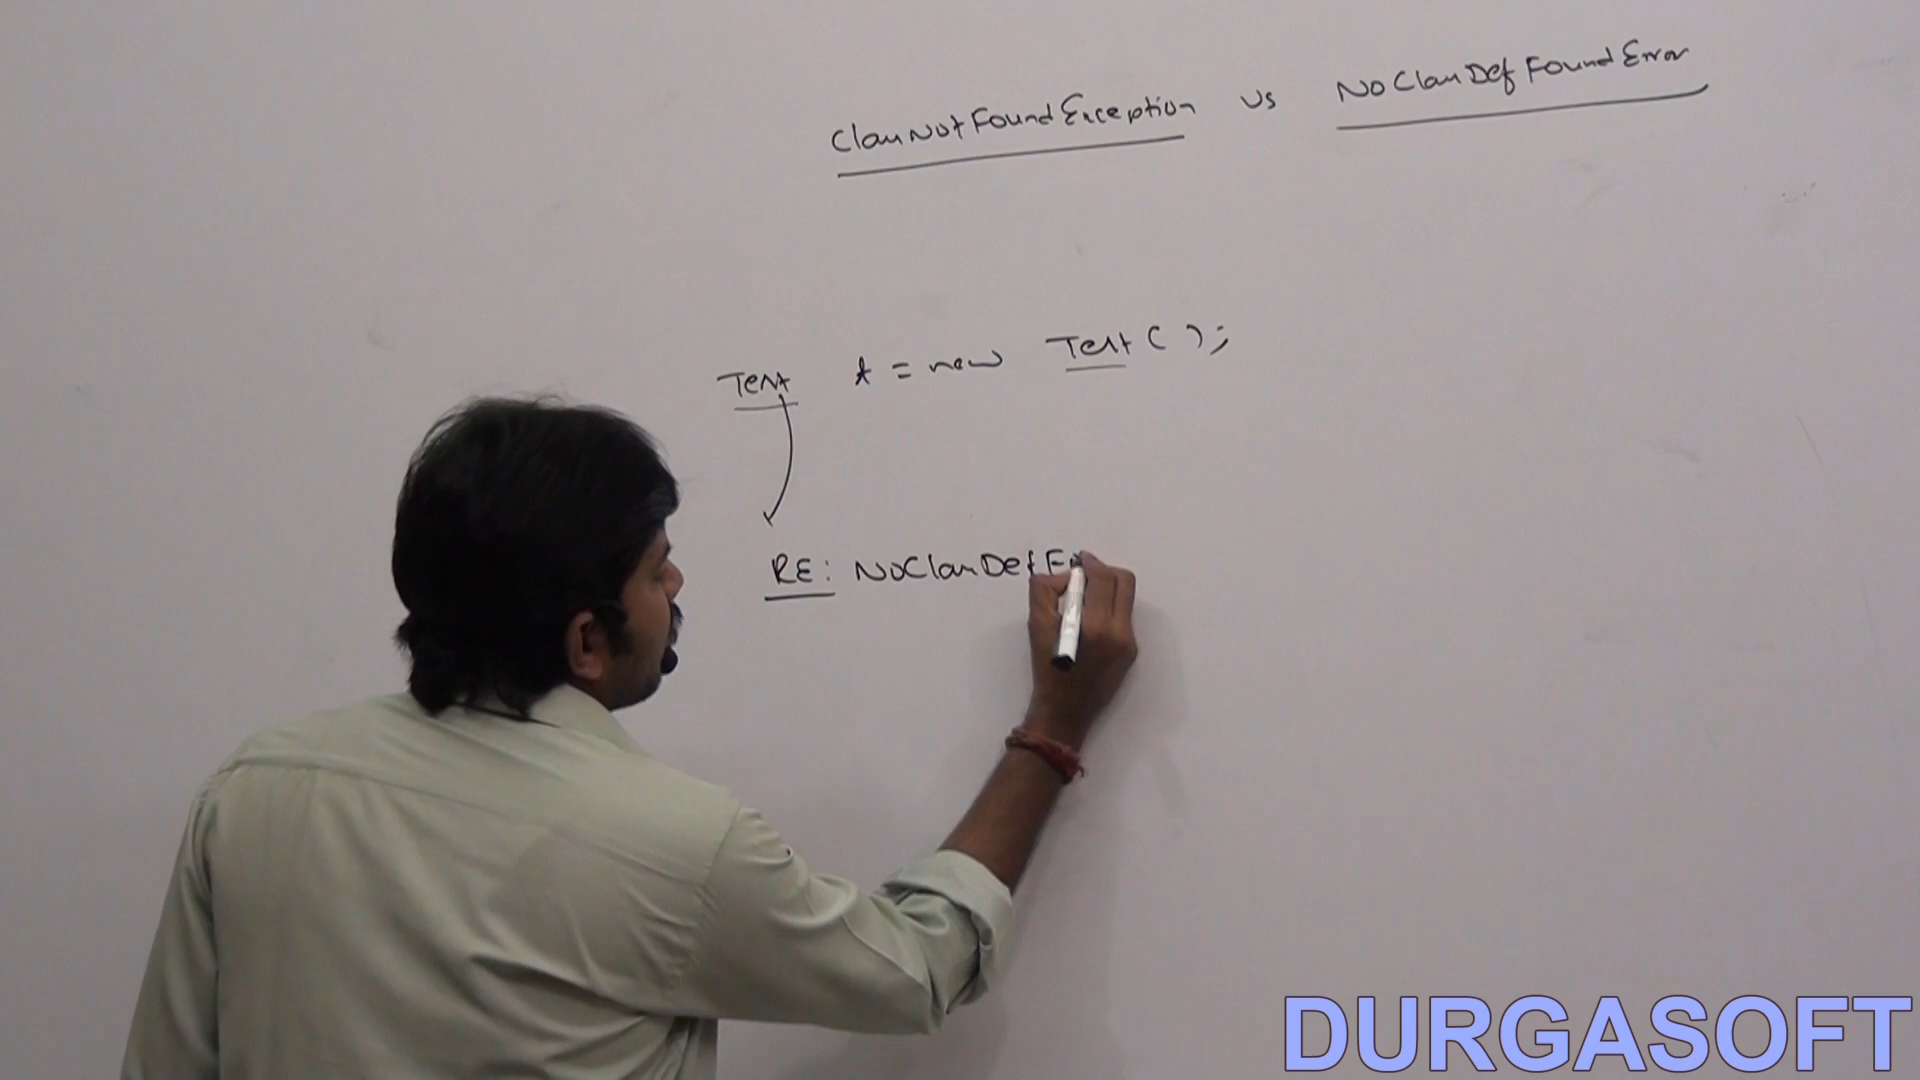 ClassNotFoundException vs NoClassDefFoundError
Test t = new Test ( );
RE: NoClassDefF
DURGASOFT